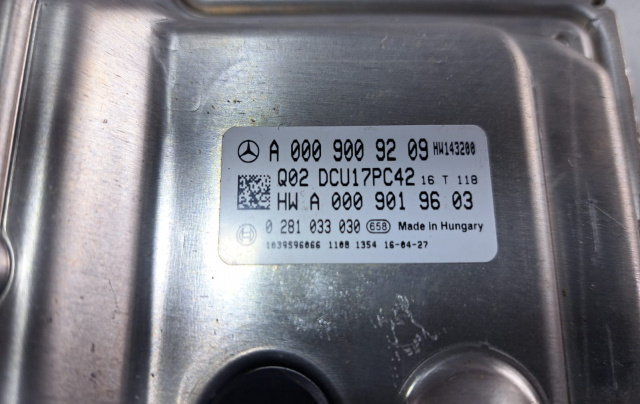 A 000 900 92 09 HW143200
Q02 DCU17PC42 16 T 118
HW A 000 901 96 03
0 281 033 030 658 Made in Hungary
1039S96066 1108 1354 16-04-27